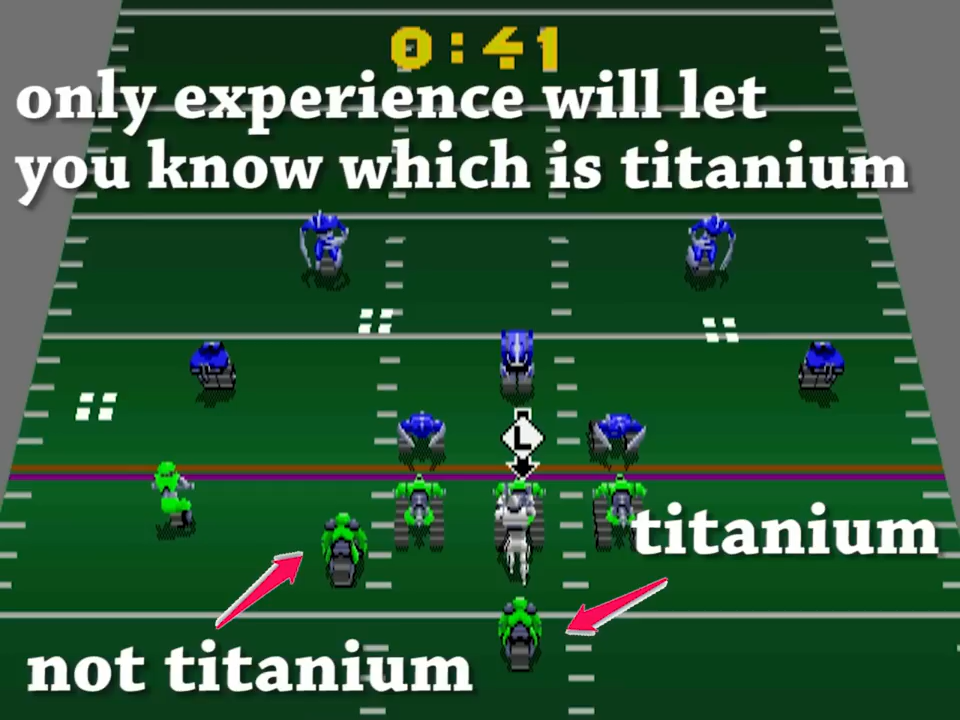 0:41
only experience will let
you know which is titanium
L
titanium
not titanium